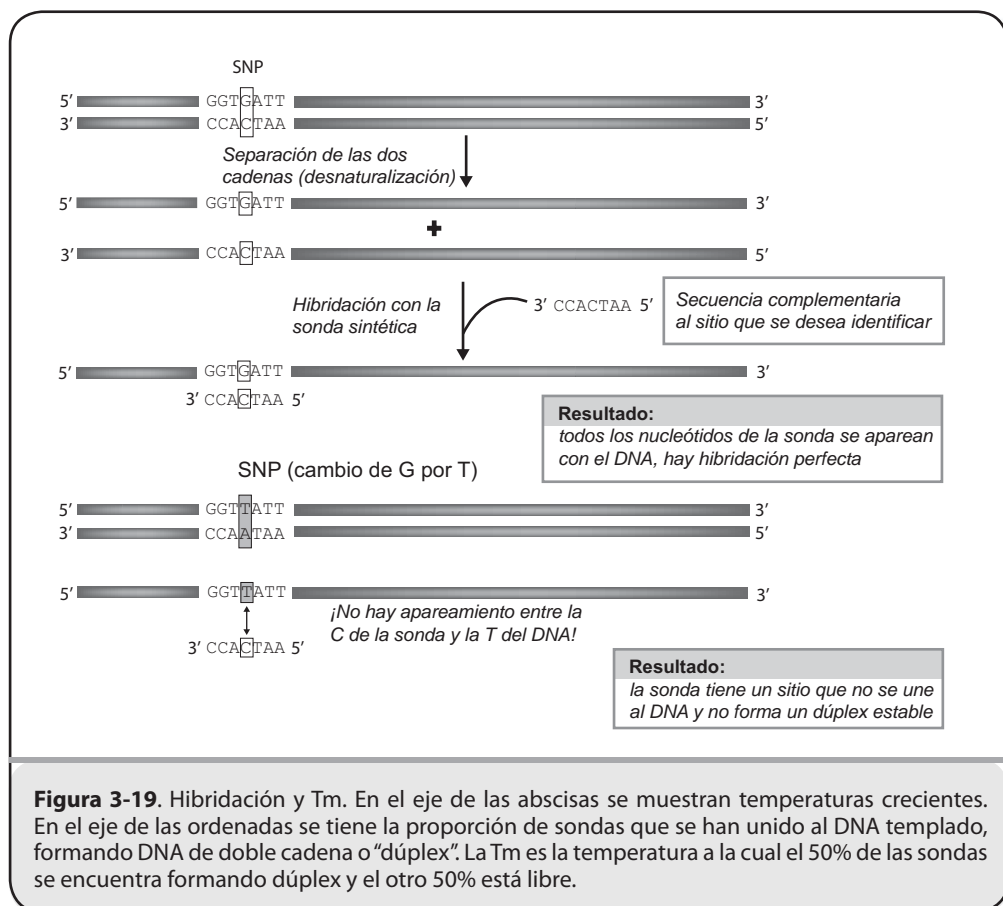 SNP
5′ GGTGATT 3′
3′ CCACTAA 5′
Separación de las dos
cadenas (desnaturalización)
5′ GGTGATT 3′
+
3′ CCACTAA 5′
Hibridación con la
sonda sintética
3′ CCACTAA 5′
Secuencia complementaria
al sitio que se desea identificar
5′ GGTGATT 3′
3′ CCACTAA 5′
Resultado:
todos los nucleótidos de la sonda se aparean
con el DNA, hay hibridación perfecta
SNP (cambio de G por T)
5′ GGTTATT 3′
3′ CCAATAA 5′
5′ GGTTATT 3′
¡No hay apareamiento entre la
C de la sonda y la T del DNA!
3′ CCACTAA 5′
Resultado:
la sonda tiene un sitio que no se une
al DNA y no forma un dúplex estable
Figura 3-19. Hibridación y Tm. En el eje de las abscisas se muestran temperaturas crecientes.
En el eje de las ordenadas se tiene la proporción de sondas que se han unido al DNA templado,
formando DNA de doble cadena o “dúplex”. La Tm es la temperatura a la cual el 50% de las sondas
se encuentra formando dúplex y el otro 50% está libre.